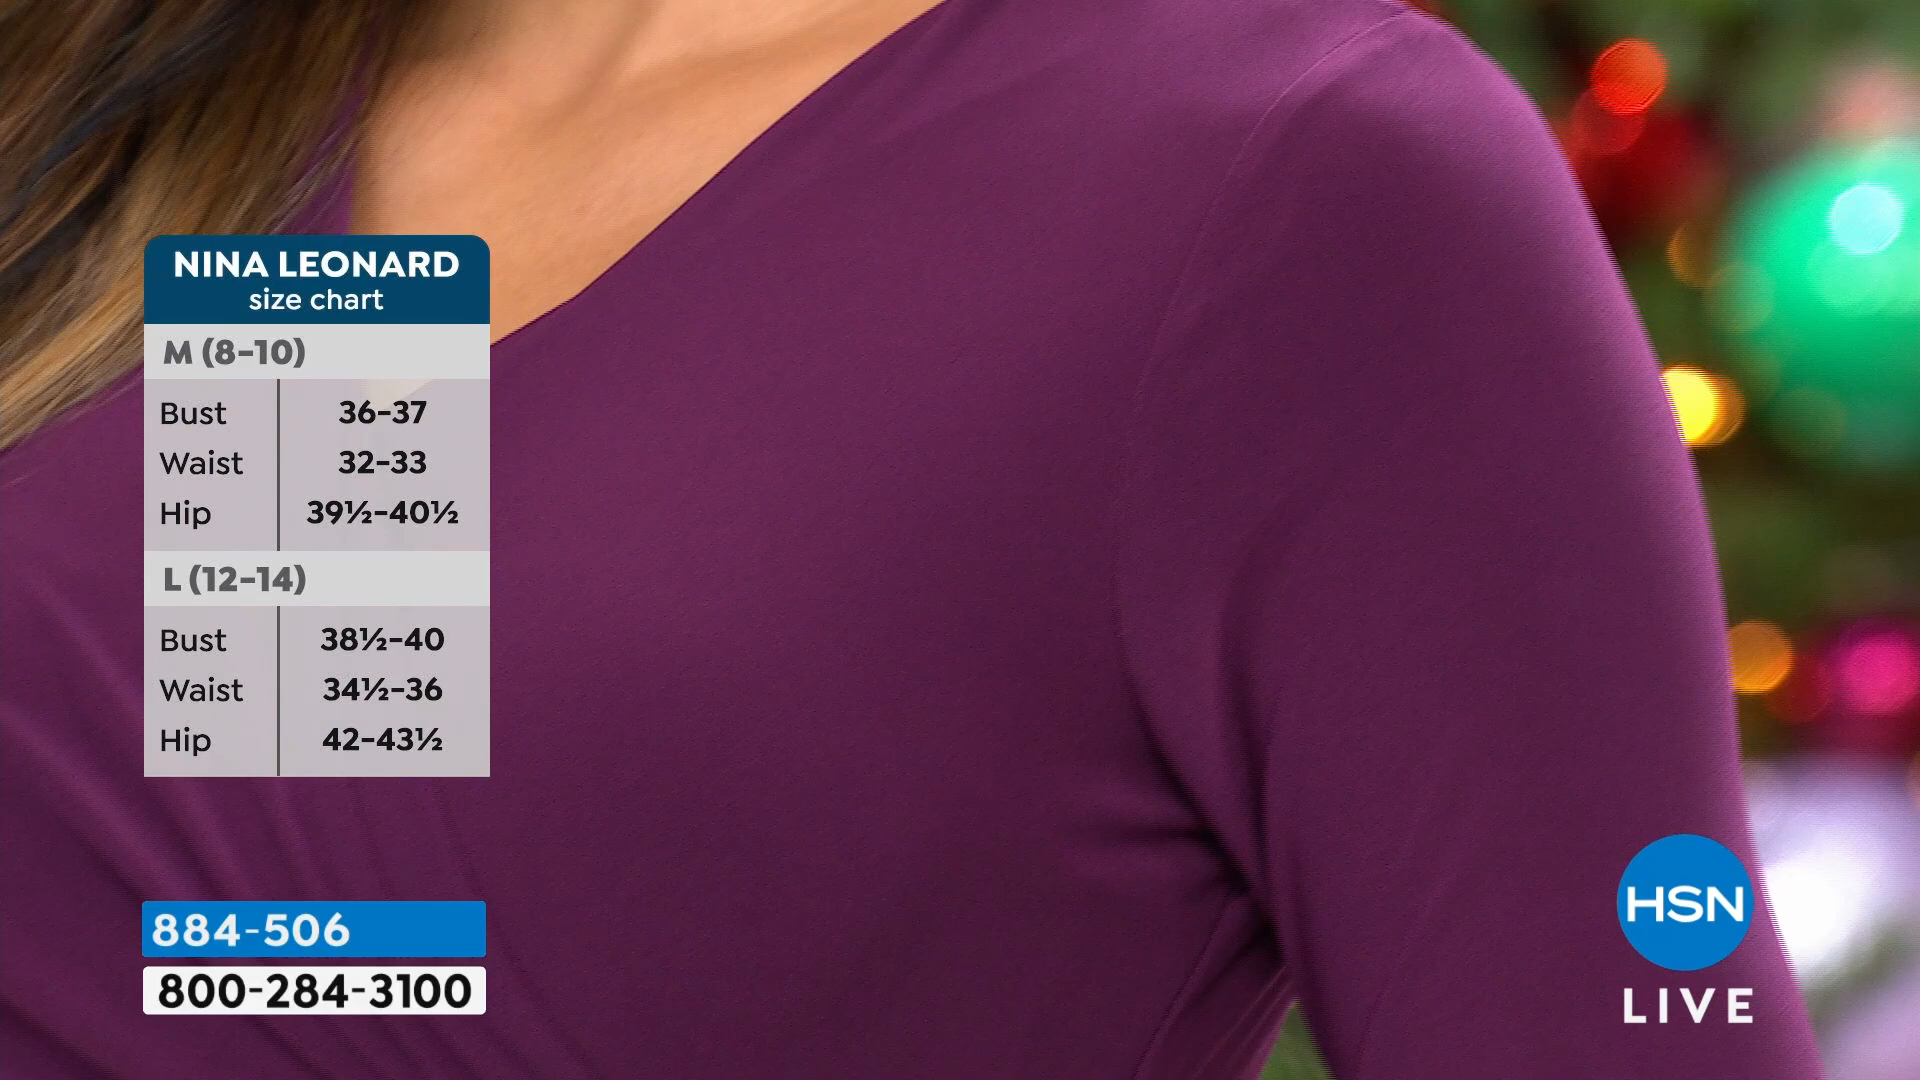 NINA LEONARD
size chart
M (8-10)
Bust 36-37
Waist 32-33
Hip 39½-40½
L (12-14)
Bust 38½-40
Waist 34½-36
Hip 42-43½
884-506
800-284-3100
HSN
LIVE